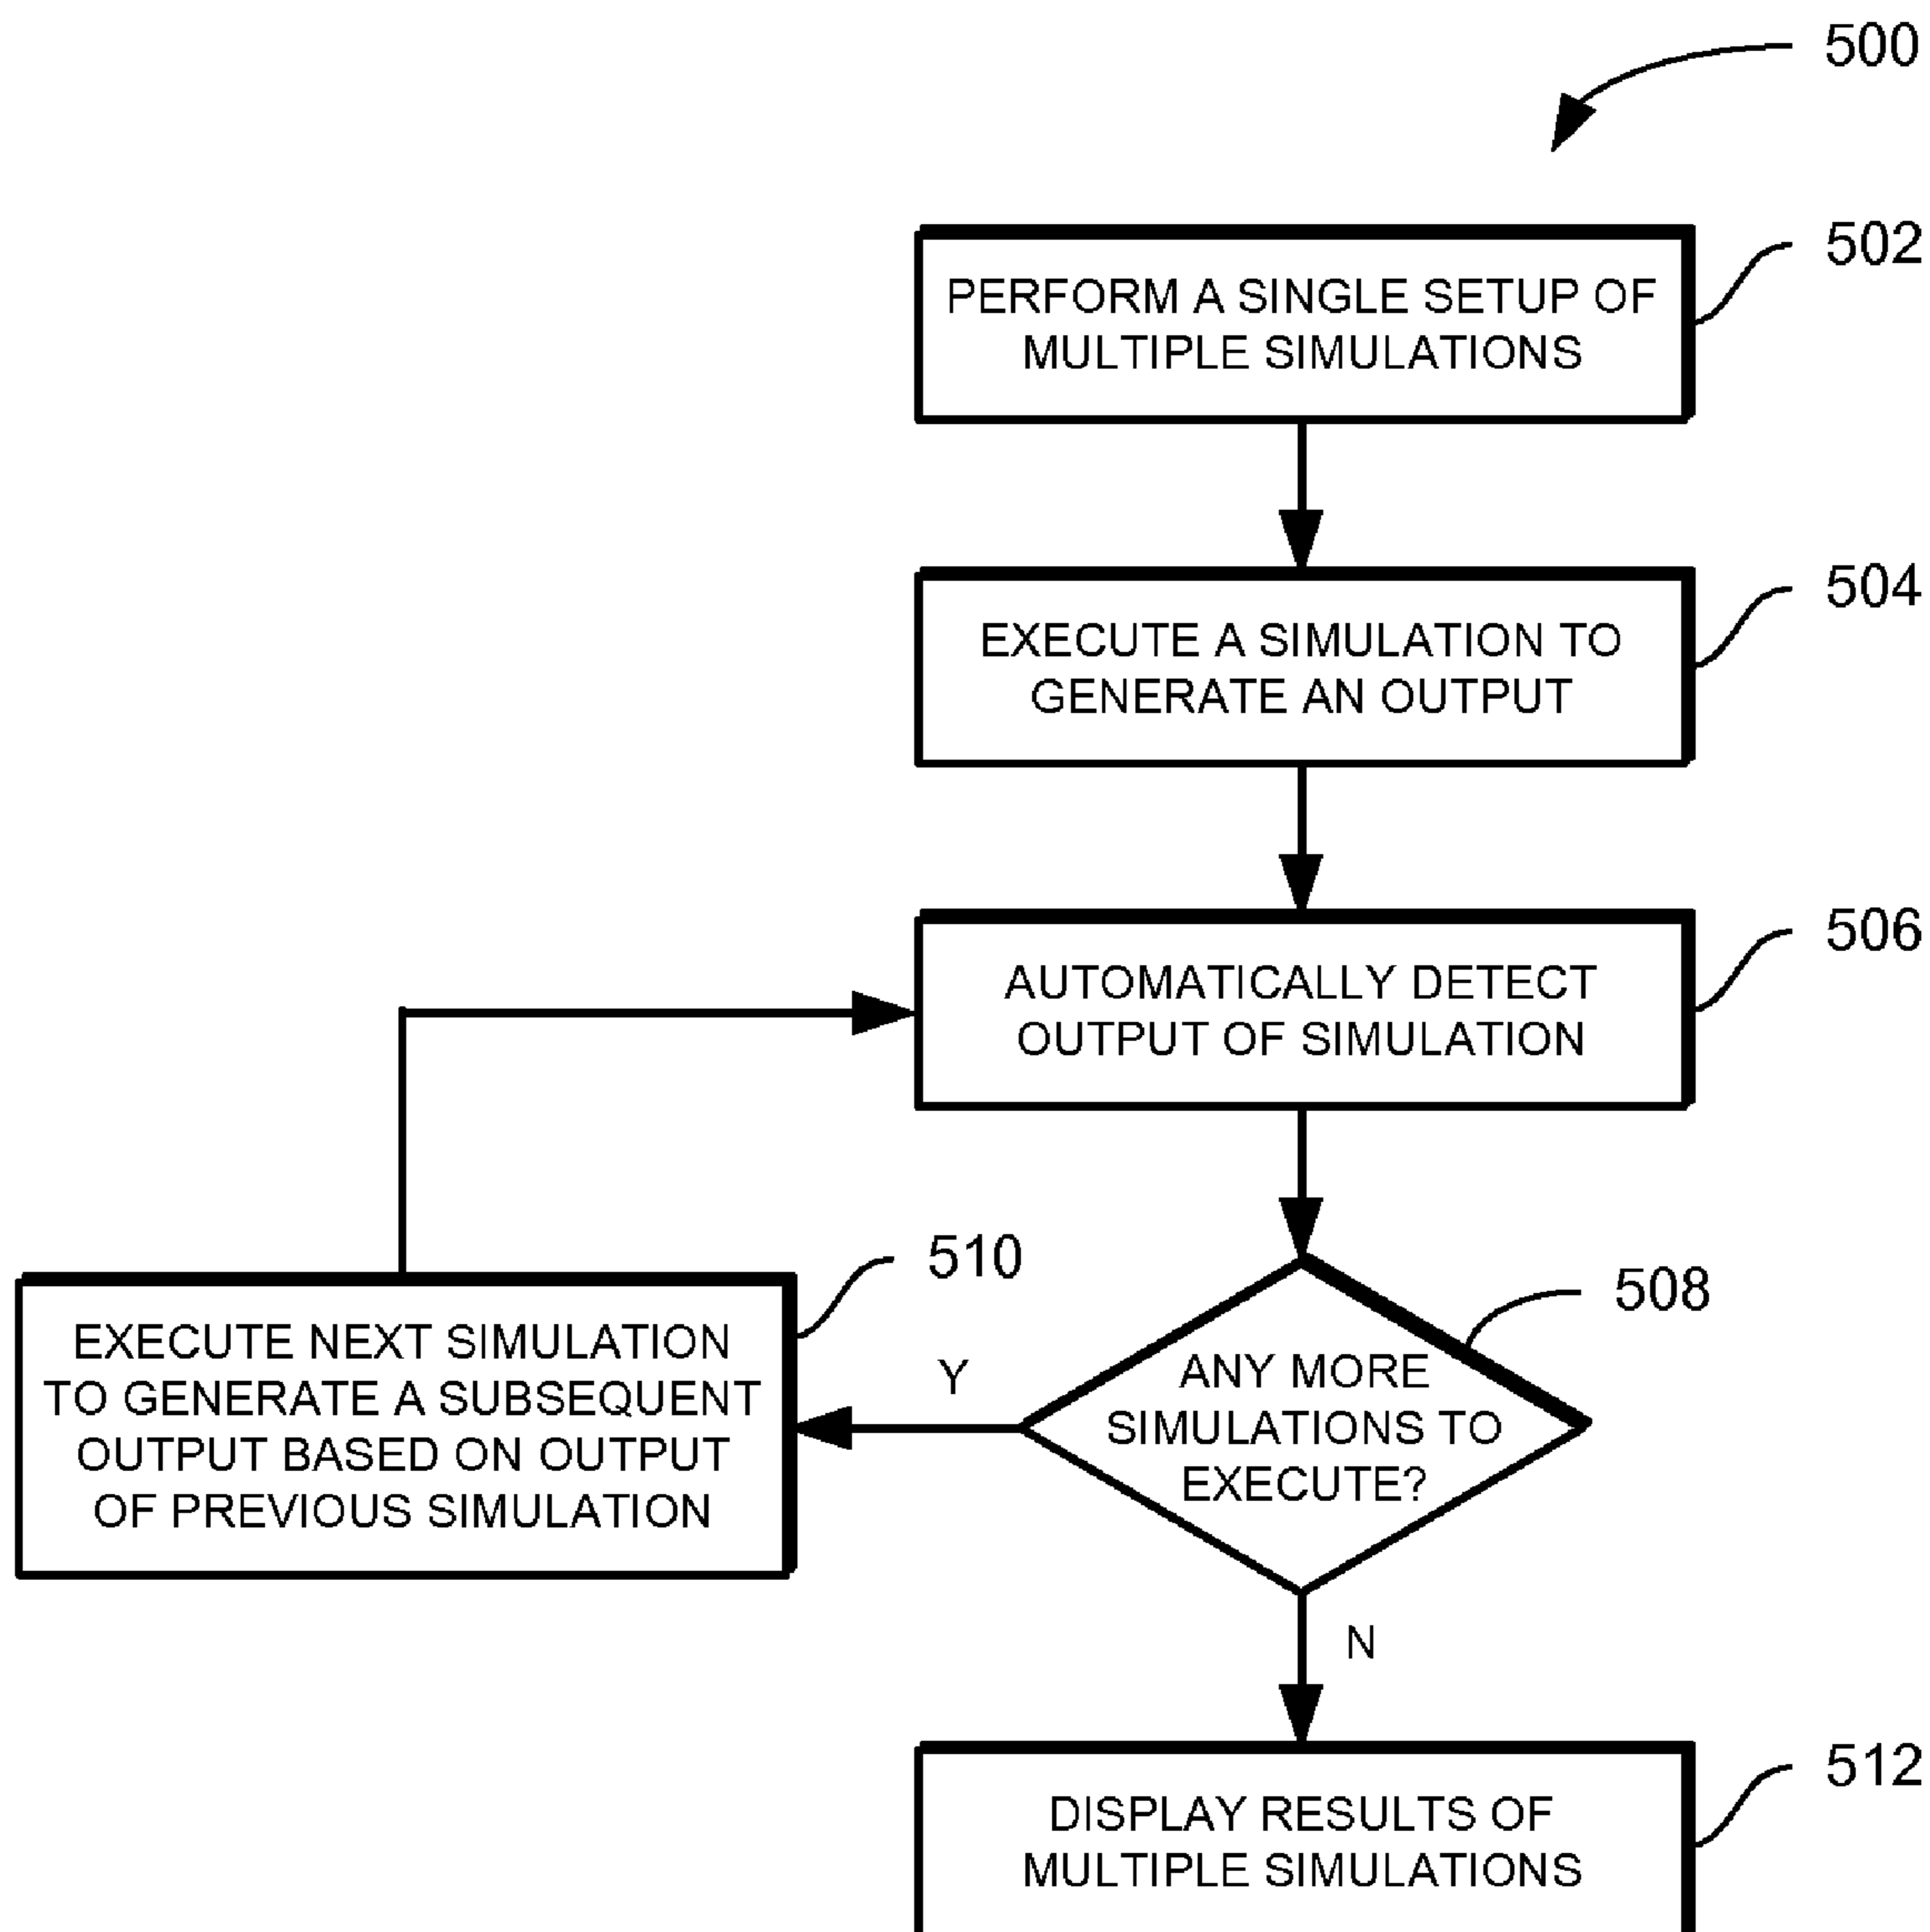 500
502
PERFORM A SINGLE SETUP OF
MULTIPLE SIMULATIONS
504
EXECUTE A SIMULATION TO
GENERATE AN OUTPUT
506
AUTOMATICALLY DETECT
OUTPUT OF SIMULATION
510
508
EXECUTE NEXT SIMULATION
TO GENERATE A SUBSEQUENT
OUTPUT BASED ON OUTPUT
OF PREVIOUS SIMULATION
Y
ANY MORE
SIMULATIONS TO
EXECUTE?
N
512
DISPLAY RESULTS OF
MULTIPLE SIMULATIONS